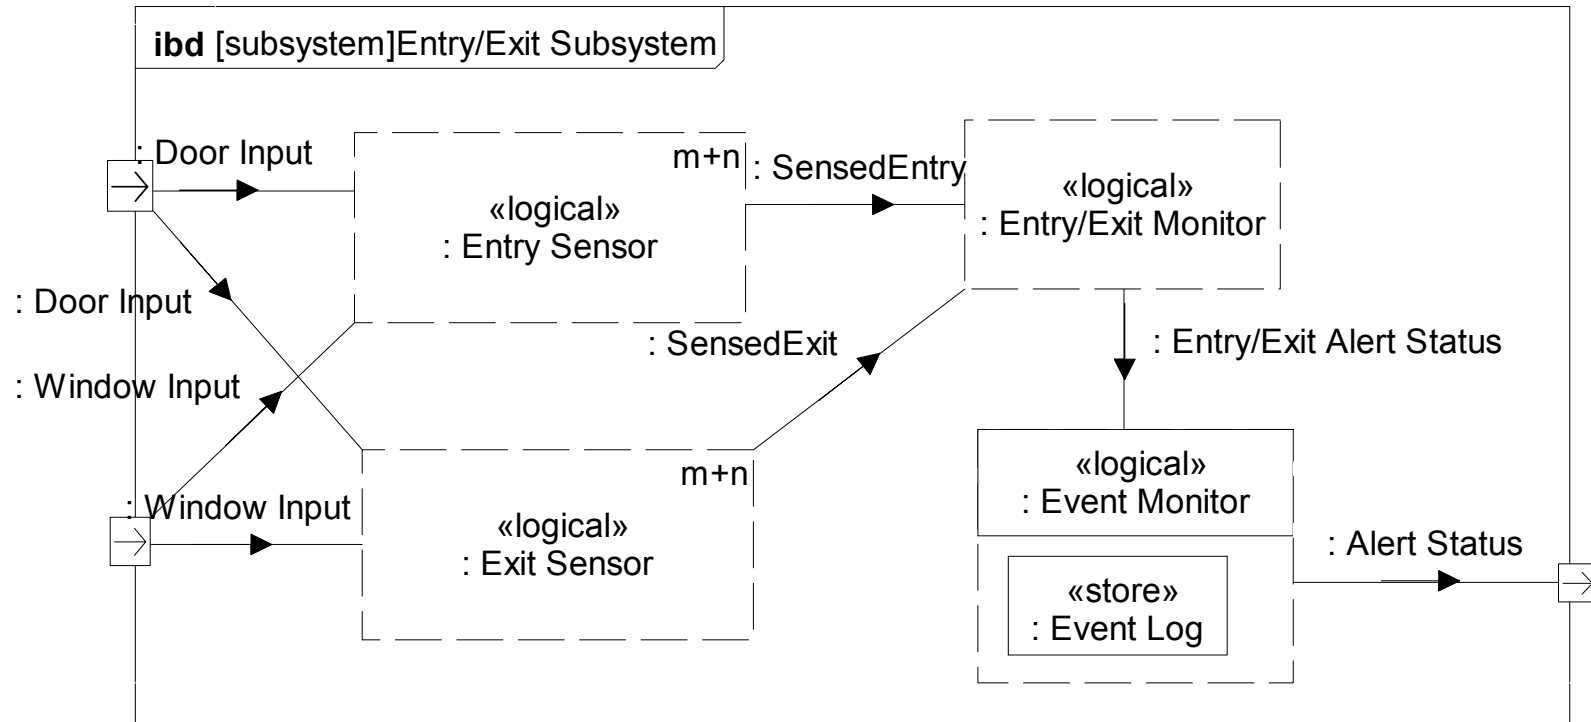 ibd [subsystem]Entry/Exit Subsystem
: Door Input
m+n
: SensedEntry
«logical»
: Entry Sensor
«logical»
: Entry/Exit Monitor
: Door Input
: SensedExit
: Entry/Exit Alert Status
: Window Input
m+n
«logical»
: Event Monitor
: Window Input
«logical»
: Exit Sensor
: Alert Status
«store»
: Event Log